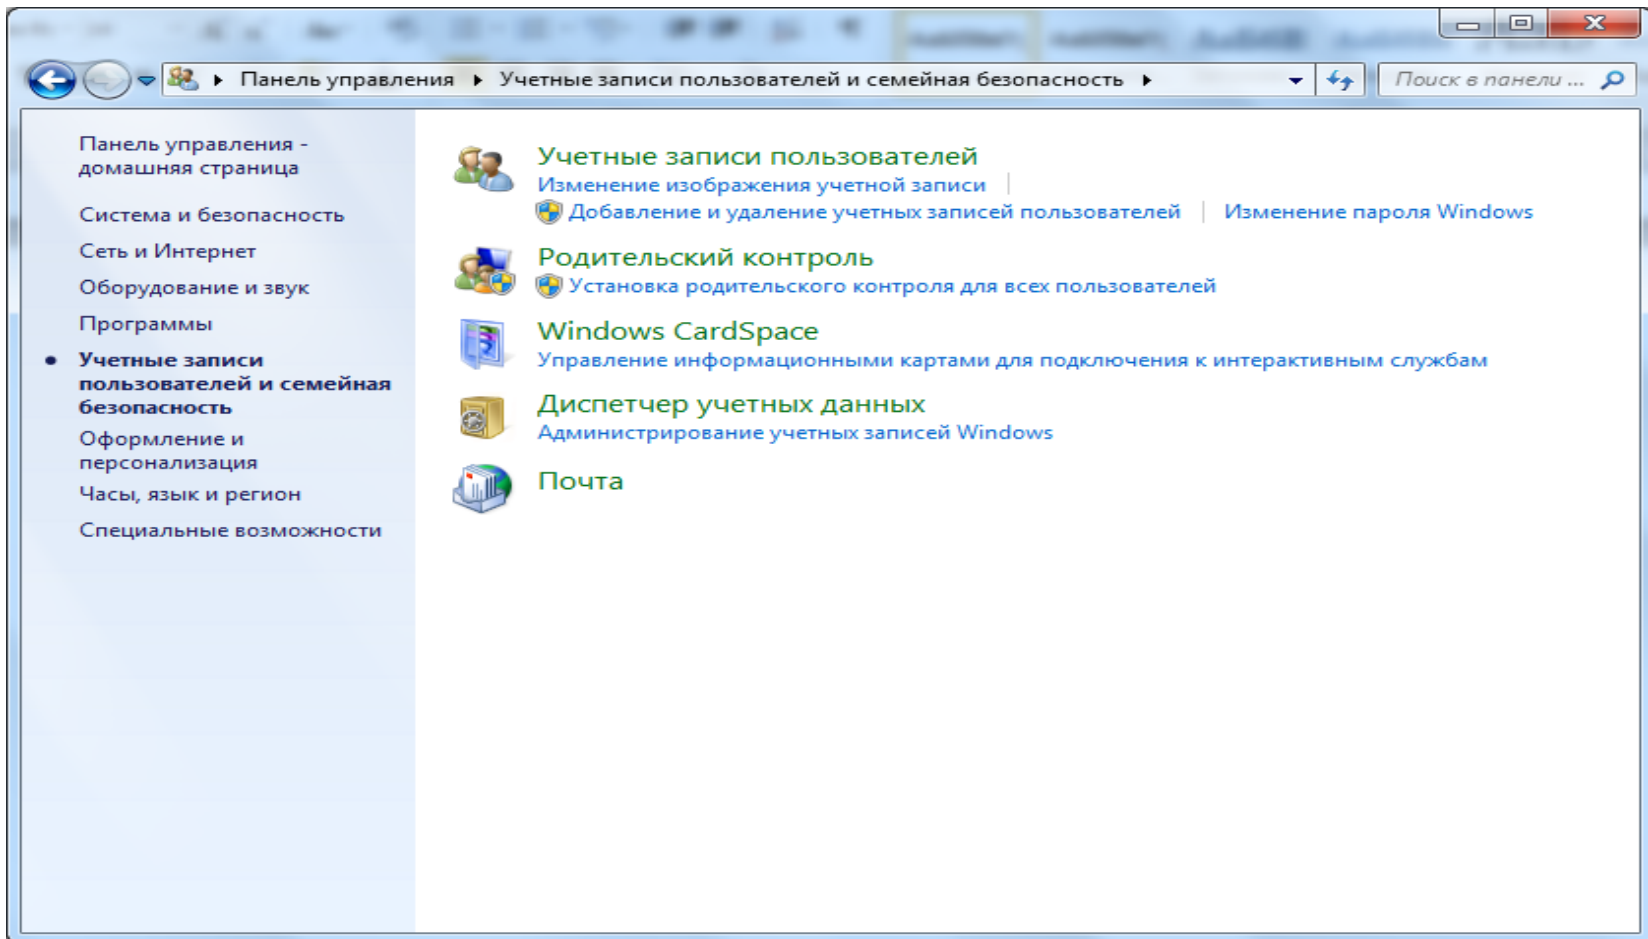 Панель управления ▸ Учетные записи пользователей и семейная безопасность ▸
Поиск в панели ...
Панель управления -
домашняя страница
Система и безопасность
Сеть и Интернет
Оборудование и звук
Программы
Учетные записи
пользователей и семейная
безопасность
Оформление и
персонализация
Часы, язык и регион
Специальные возможности
Учетные записи пользователей
Изменение изображения учетной записи
Добавление и удаление учетных записей пользователей | Изменение пароля Windows
Родительский контроль
Установка родительского контроля для всех пользователей
Windows CardSpace
Управление информационными картами для подключения к интерактивным службам
Диспетчер учетных данных
Администрирование учетных записей Windows
Почта